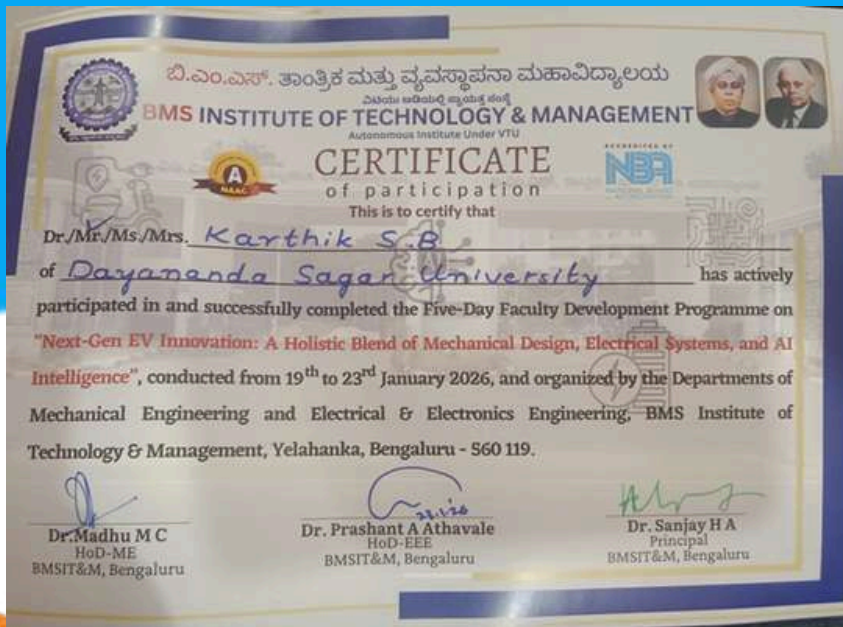 ಬಿ.ಎಂ.ಎಸ್. ತಾಂತ್ರಿಕ ಮತ್ತು ವ್ಯವಸ್ಥಾಪನಾ ಮಹಾವಿದ್ಯಾಲಯ
BMS INSTITUTE OF TECHNOLOGY & MANAGEMENT
Autonomous Institute Under VTU
CERTIFICATE
of participation
A
NAAC
ACCREDITED BY
NBA
This is to certify that
Dr./Mr./Ms./Mrs. Karthik S.B
of Dayananda Sagar University has actively
participated in and successfully completed the Five-Day Faculty Development Programme on
"Next-Gen EV Innovation: A Holistic Blend of Mechanical Design, Electrical Systems, and AI
Intelligence", conducted from 19th to 23rd January 2026, and organized by the Departments of
Mechanical Engineering and Electrical & Electronics Engineering, BMS Institute of
Technology & Management, Yelahanka, Bengaluru - 560 119.
Dr.Madhu M C
HoD-ME
BMSIT&M, Bengaluru
Dr. Prashant A Athavale
HoD-EEE
BMSIT&M, Bengaluru
Dr. Sanjay H A
Principal
BMSIT&M, Bengaluru